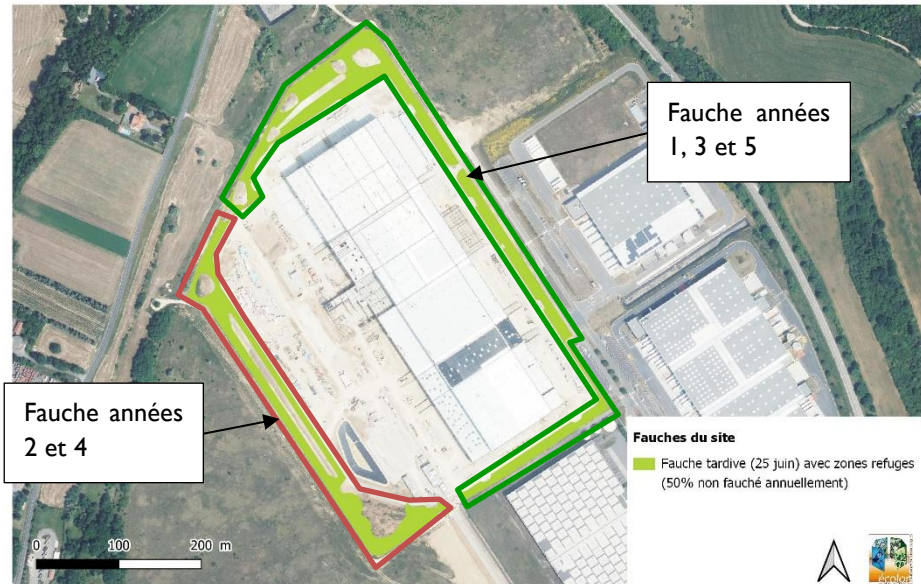 Fauche années
1, 3 et 5
Fauche années
2 et 4
Fauches du site
Fauche tardive (25 juin) avec zones refuges
(50% non fauché annuellement)
0 100 200 m
écolor